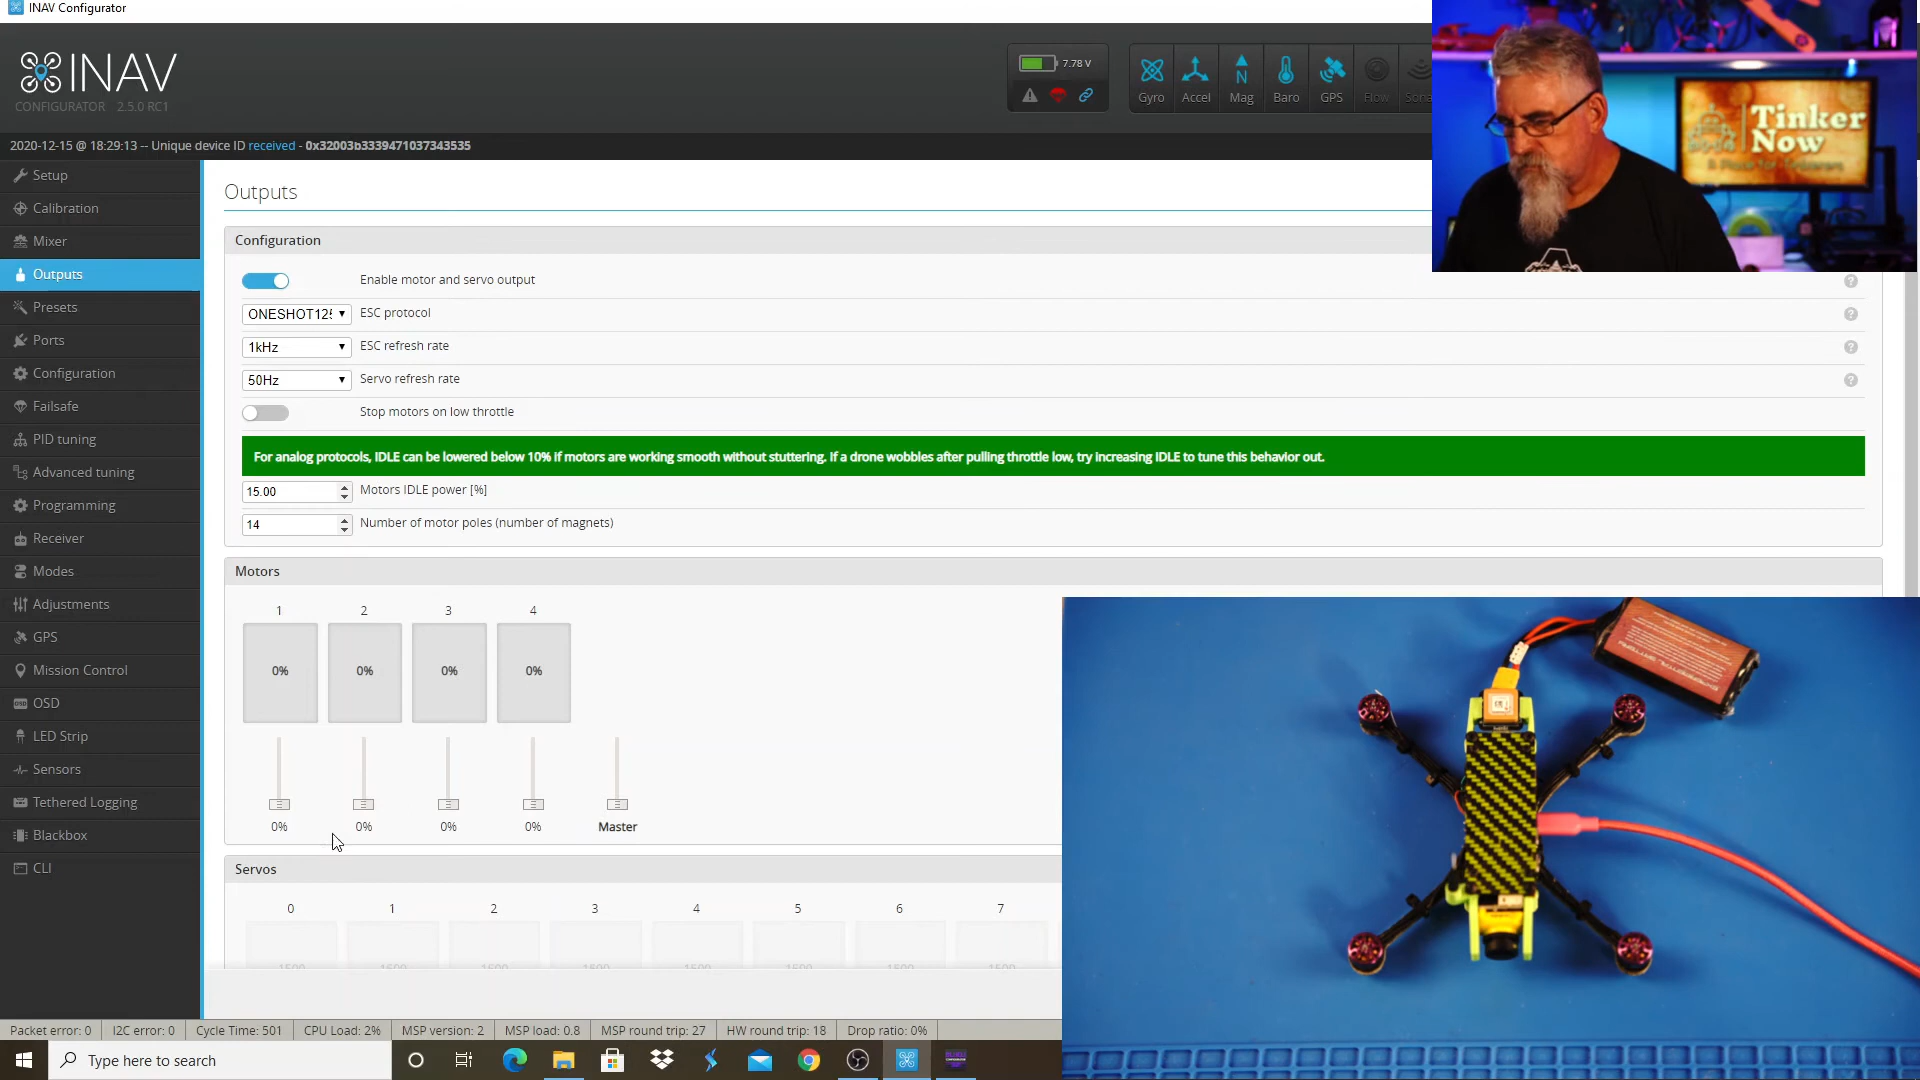 INAV Configurator
INAV
CONFIGURATOR 2.5.0 RC1
7.78 V
Gyro Accel Mag Baro GPS Flow
2020-12-15 @ 18:29:13 -- Unique device ID received - 0x32003b3339471037343535
Tinker
Now
A Place for Tinkerers
Setup
Calibration
Mixer
Outputs
Presets
Ports
Configuration
Failsafe
PID tuning
Advanced tuning
Programming
Receiver
Modes
Adjustments
GPS
Mission Control
OSD
LED Strip
Sensors
Tethered Logging
Blackbox
CLI
Outputs
Configuration
Enable motor and servo output
ONESHOT125 ESC protocol
1kHz ESC refresh rate
50Hz Servo refresh rate
Stop motors on low throttle
For analog protocols, IDLE can be lowered below 10% if motors are working smooth without stuttering. If a drone wobbles after pulling throttle low, try increasing IDLE to tune this behavior out.
15.00 Motors IDLE power [%]
14 Number of motor poles (number of magnets)
Motors
1 2 3 4
0% 0% 0% 0%
0% 0% 0% 0% Master
Servos
0 1 2 3 4 5 6 7
Packet error: 0 I2C error: 0 Cycle Time: 501 CPU Load: 2% MSP version: 2 MSP load: 0.8 MSP round trip: 27 HW round trip: 18 Drop ratio: 0%
Type here to search